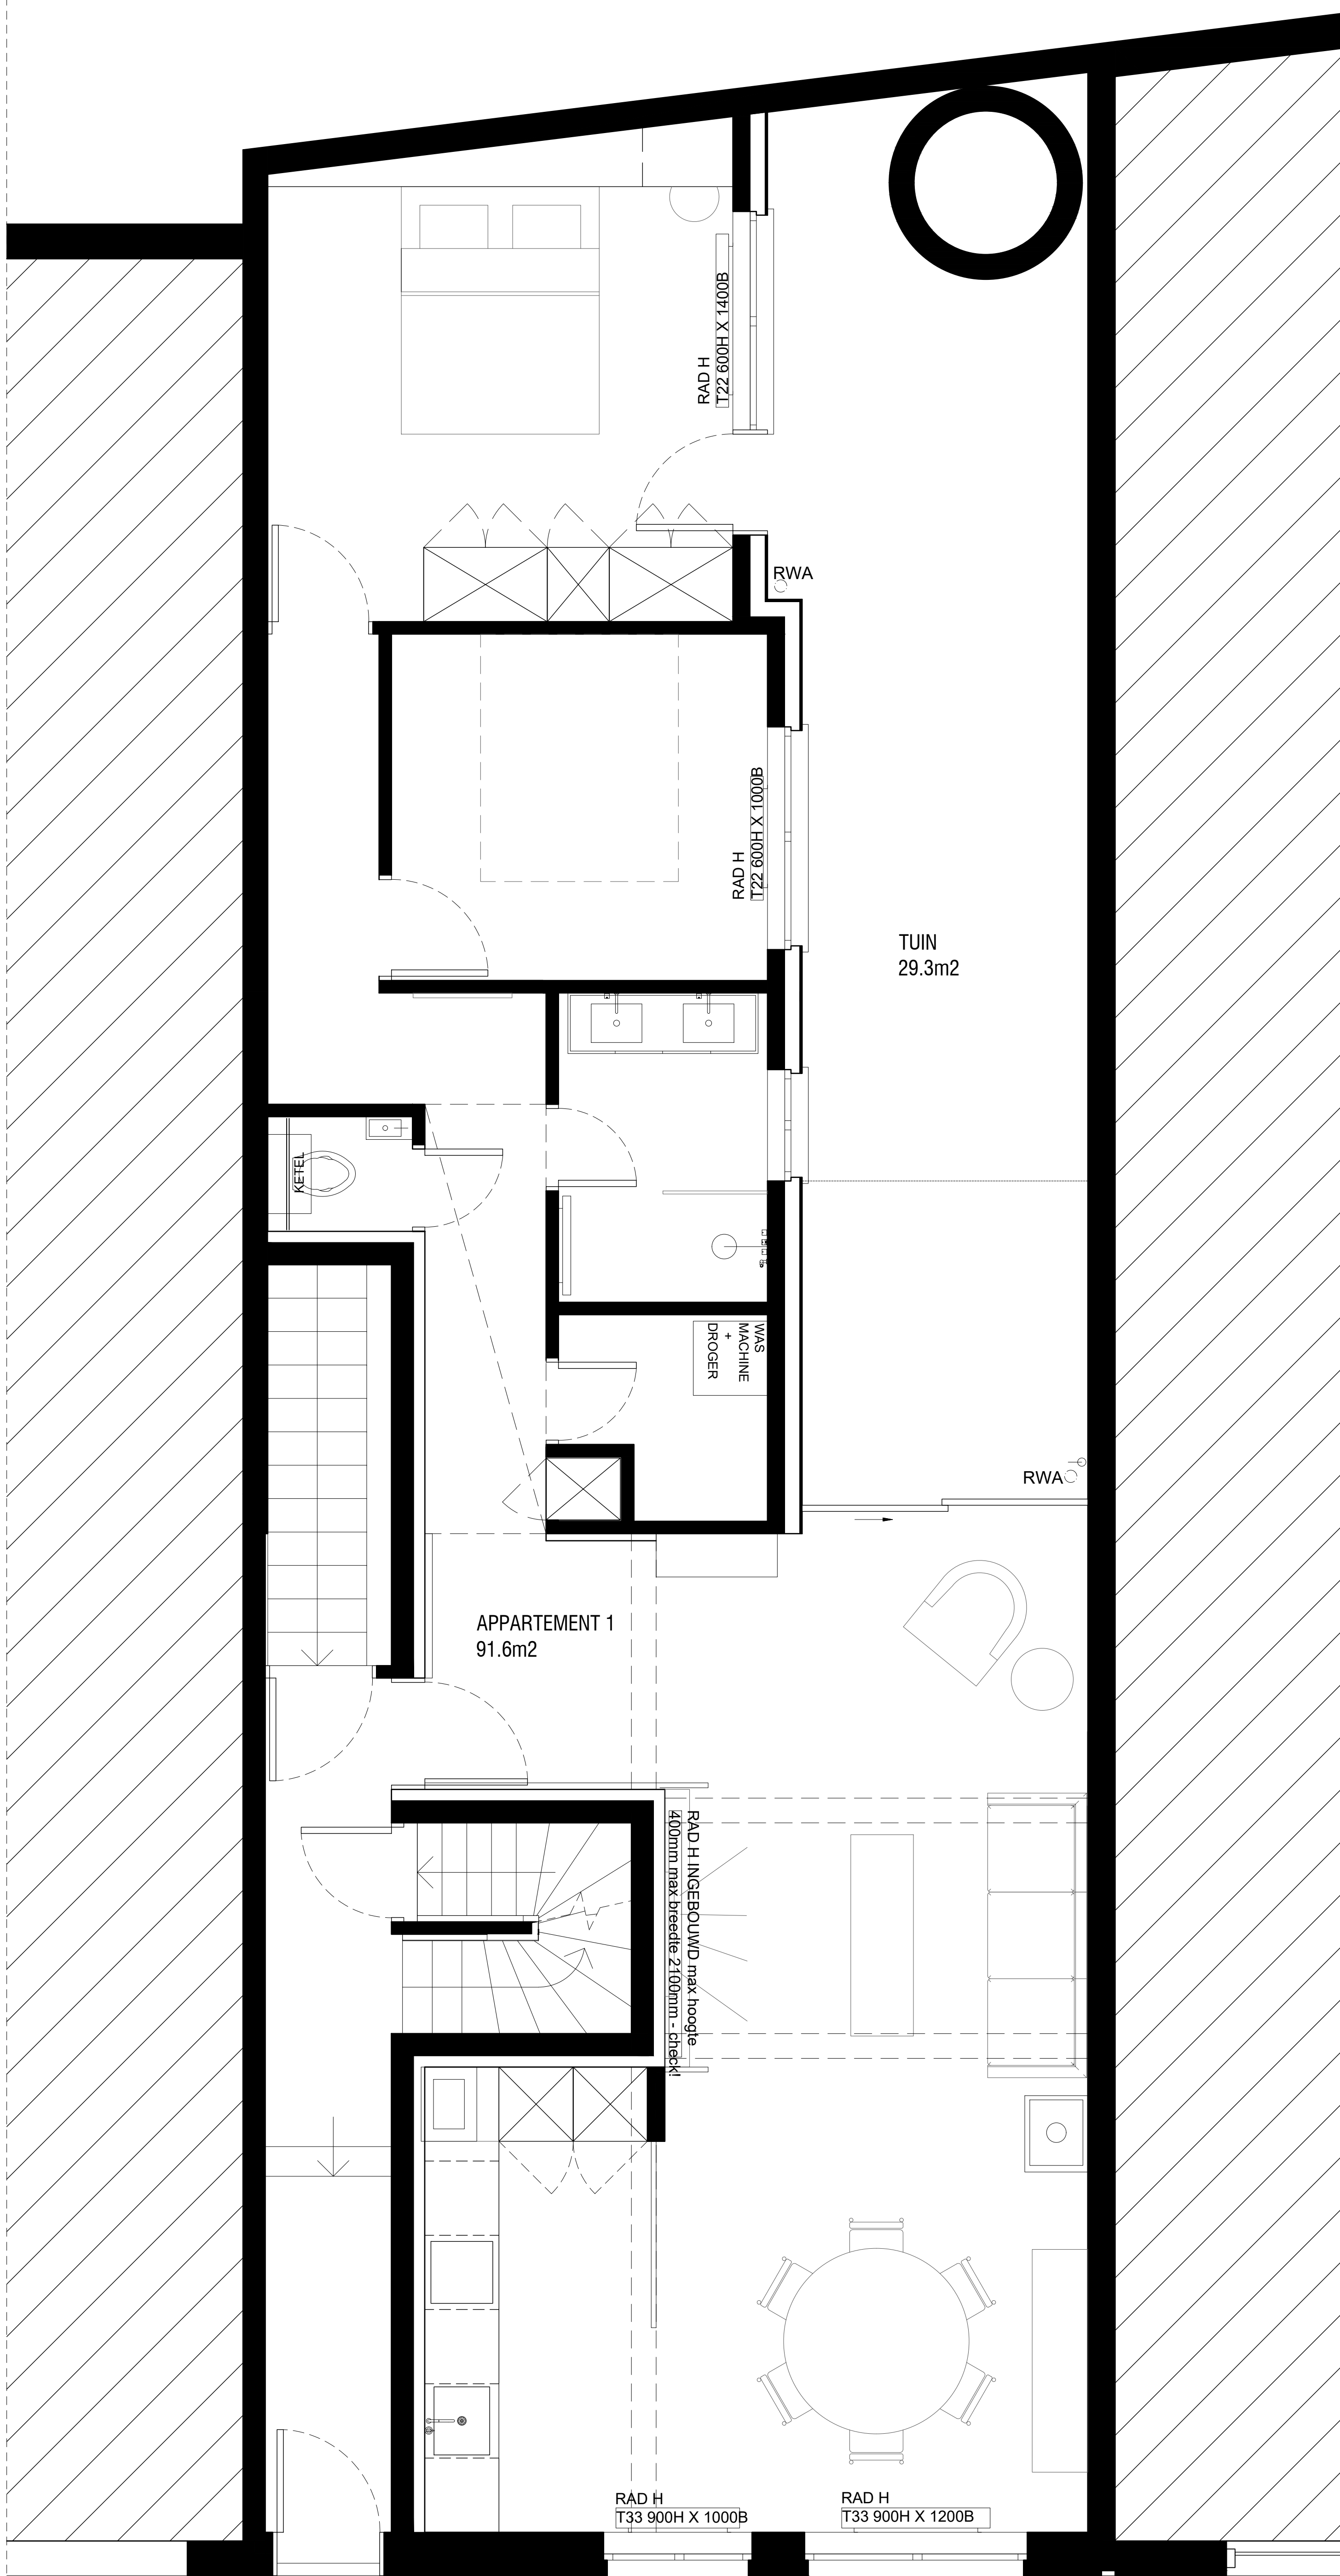 RAD H
T22 600H X 1400B
RWA
RAD H
T22 600H X 1000B
TUIN
29.3m2
KETEL
WAS
MACHINE
+
DROGER
RWA
APPARTEMENT 1
91.6m2
RAD H INGEBOUWD max hoogte
400mm max breedte 2100mm - check!
RAD H
T33 900H X 1000B
RAD H
T33 900H X 1200B